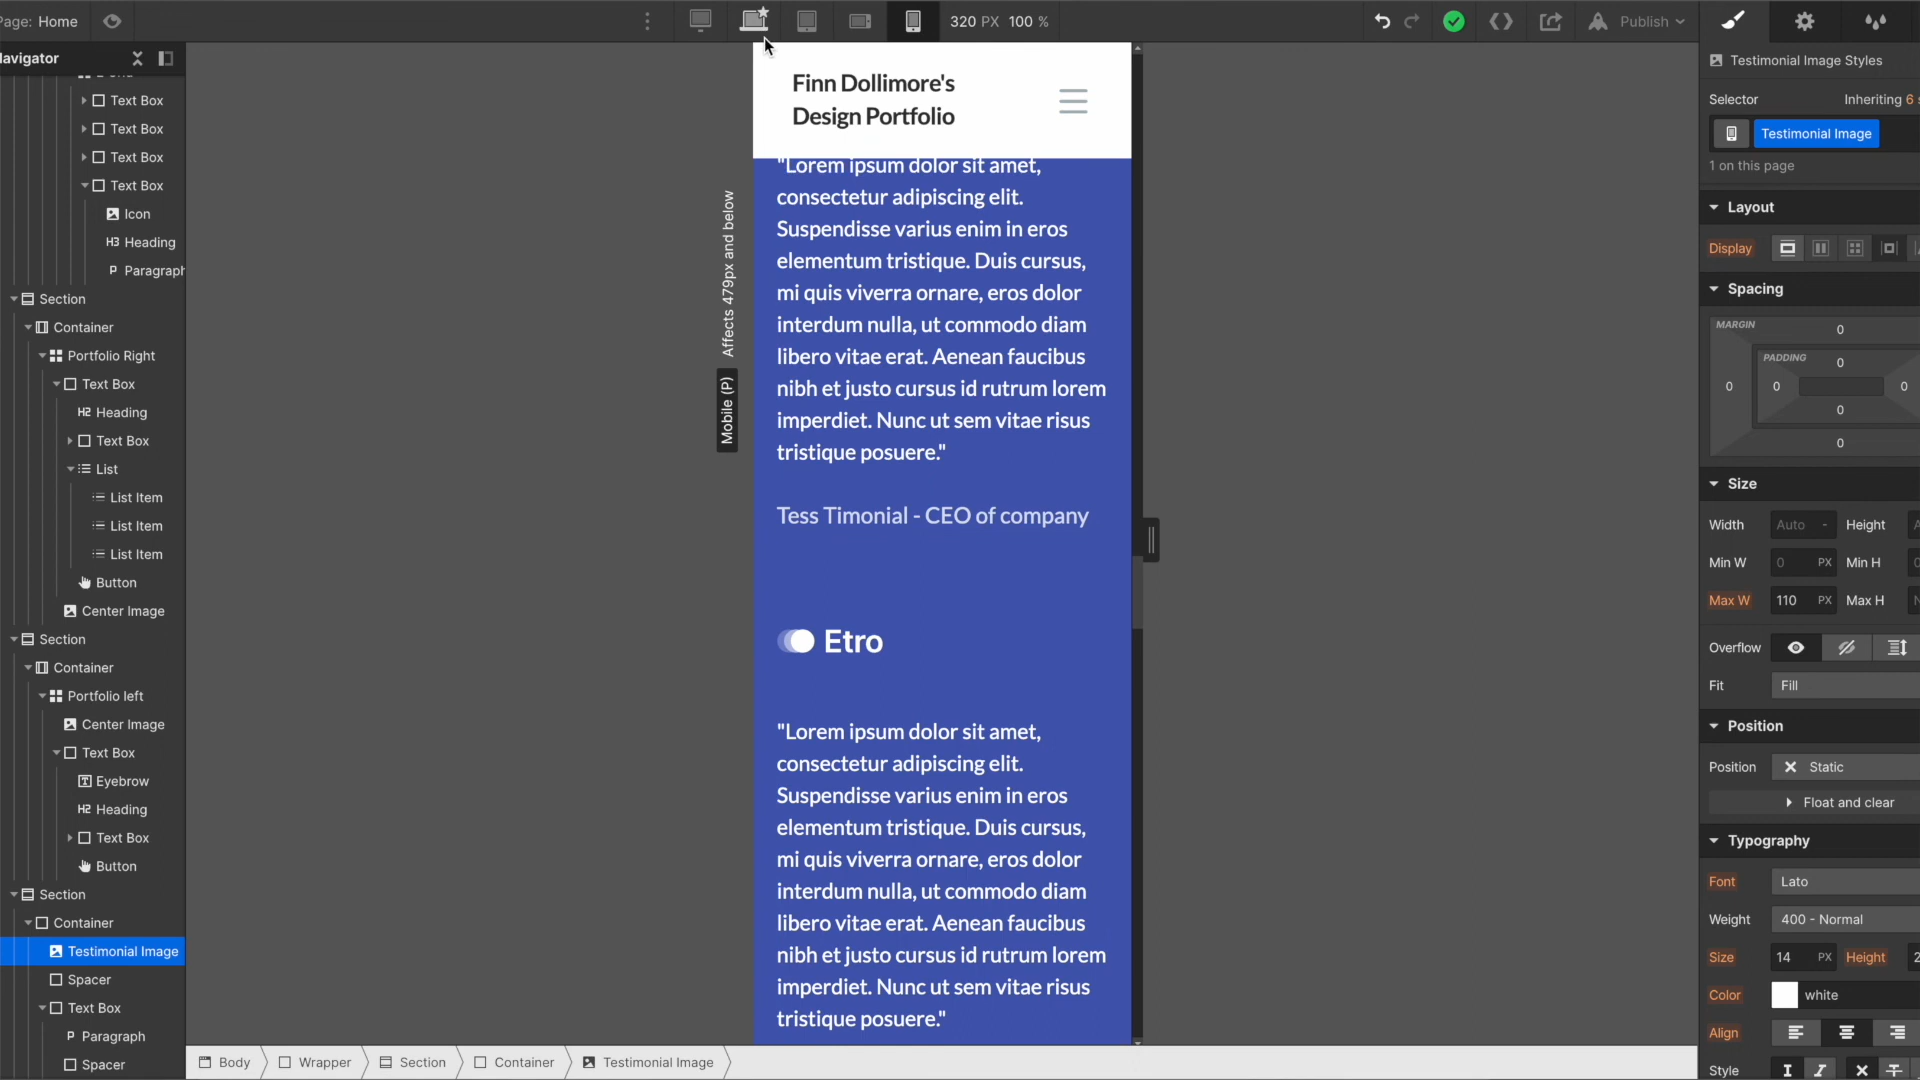 Page: Home
320 PX 100 %
Publish
Navigator
Text Box
Text Box
Text Box
Text Box
Icon
H3 Heading
P Paragraph
Section
Container
Portfolio Right
Text Box
H2 Heading
Text Box
List
List Item
List Item
List Item
Button
Center Image
Section
Container
Portfolio left
Center Image
Text Box
Eyebrow
H2 Heading
Text Box
Button
Section
Container
Testimonial Image
Spacer
Text Box
P Paragraph
Spacer
Affects 479px and below
Mobile (P)
Finn Dollimore's
Design Portfolio
"Lorem ipsum dolor sit amet,
consectetur adipiscing elit.
Suspendisse varius enim in eros
elementum tristique. Duis cursus,
mi quis viverra ornare, eros dolor
interdum nulla, ut commodo diam
libero vitae erat. Aenean faucibus
nibh et justo cursus id rutrum lorem
imperdiet. Nunc ut sem vitae risus
tristique posuere."
Tess Timonial - CEO of company
Etro
"Lorem ipsum dolor sit amet,
consectetur adipiscing elit.
Suspendisse varius enim in eros
elementum tristique. Duis cursus,
mi quis viverra ornare, eros dolor
interdum nulla, ut commodo diam
libero vitae erat. Aenean faucibus
nibh et justo cursus id rutrum lorem
imperdiet. Nunc ut sem vitae risus
tristique posuere."
Body
Wrapper
Section
Container
Testimonial Image
Testimonial Image Styles
Selector Inheriting 6
Testimonial Image
1 on this page
Layout
Display
Spacing
MARGIN 0
PADDING 0
0 0 0
0
0
Size
Width Auto - Height
Min W 0 PX Min H 0
Max W 110 PX Max H
Overflow
Fit Fill
Position
Position Static
Float and clear
Typography
Font Lato
Weight 400 - Normal
Size 14 PX Height 2
Color white
Align
Style